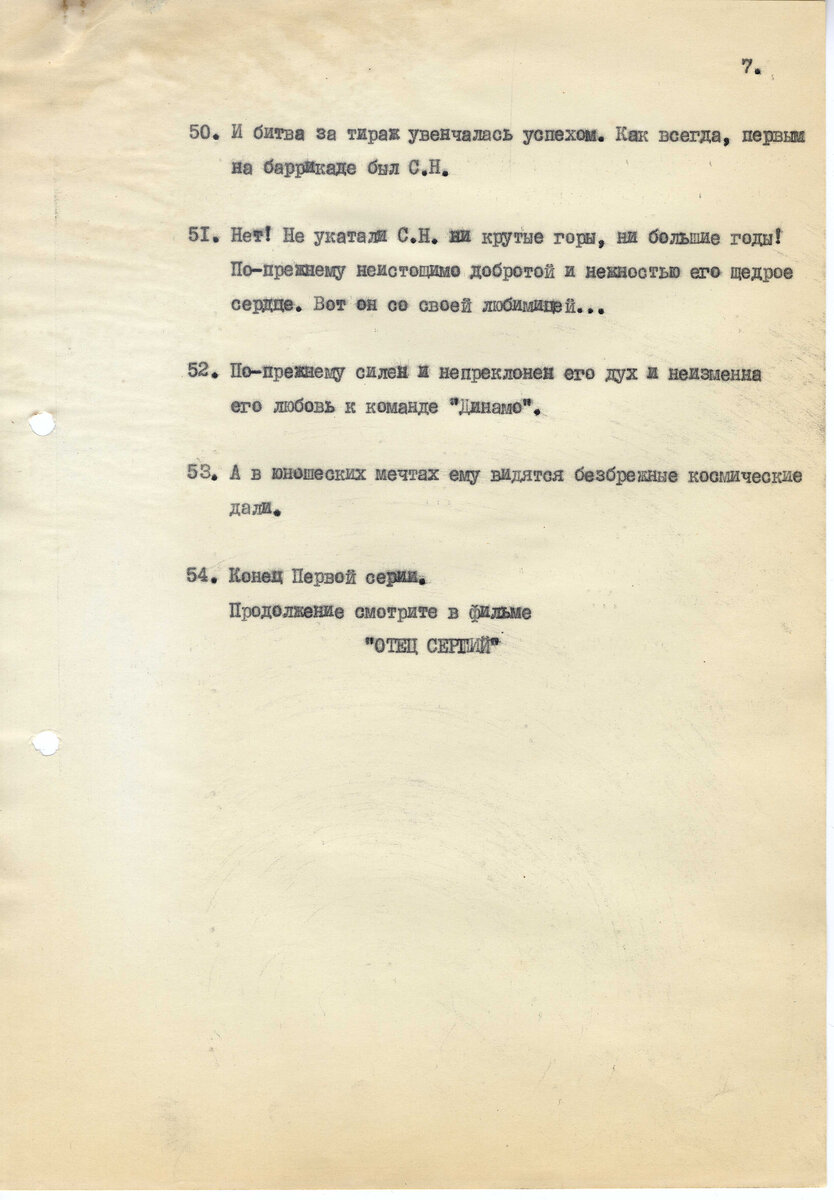 7.
50. И битва за тираж увенчалась успехом. Как всегда, первым
на баррикаде был С.Н.
51. Нет! Не укатали С.Н. ни крутые горы, ни большие годы!
По-прежнему неистощимо добротой и нежностью его щедрое
сердце. Вот он со своей любимицей...
52. По-прежнему силен и непреклонен его дух и неизменна
его любовь к команде "Динамо".
53. А в юношеских мечтах ему видятся безбрежные космические
дали.
54. Конец Первой серии.
Продолжение смотрите в фильме
"ОТЕЦ СЕРГИЙ"